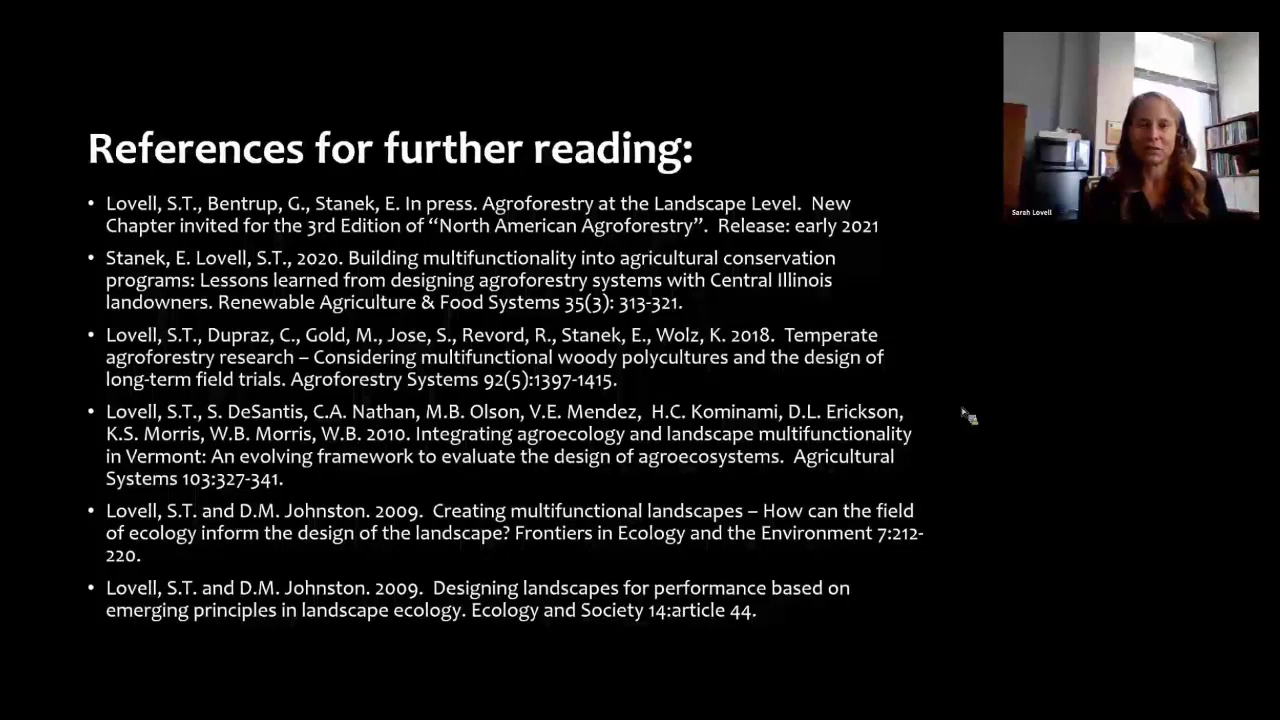 References for further reading:
• Lovell, S.T., Bentrup, G., Stanek, E. In press. Agroforestry at the Landscape Level.  New
Chapter invited for the 3rd Edition of “North American Agroforestry”.  Release: early 2021
• Stanek, E. Lovell, S.T., 2020. Building multifunctionality into agricultural conservation
programs: Lessons learned from designing agroforestry systems with Central Illinois
landowners. Renewable Agriculture & Food Systems 35(3): 313-321.
• Lovell, S.T., Dupraz, C., Gold, M., Jose, S., Revord, R., Stanek, E., Wolz, K. 2018.  Temperate
agroforestry research – Considering multifunctional woody polycultures and the design of
long-term field trials. Agroforestry Systems 92(5):1397-1415.
• Lovell, S.T., S. DeSantis, C.A. Nathan, M.B. Olson, V.E. Mendez,  H.C. Kominami, D.L. Erickson,
K.S. Morris, W.B. Morris, W.B. 2010. Integrating agroecology and landscape multifunctionality
in Vermont: An evolving framework to evaluate the design of agroecosystems.  Agricultural
Systems 103:327-341.
• Lovell, S.T. and D.M. Johnston. 2009.  Creating multifunctional landscapes – How can the field
of ecology inform the design of the landscape? Frontiers in Ecology and the Environment 7:212-
220.
• Lovell, S.T. and D.M. Johnston. 2009.  Designing landscapes for performance based on
emerging principles in landscape ecology. Ecology and Society 14:article 44.
Sarah Lovell